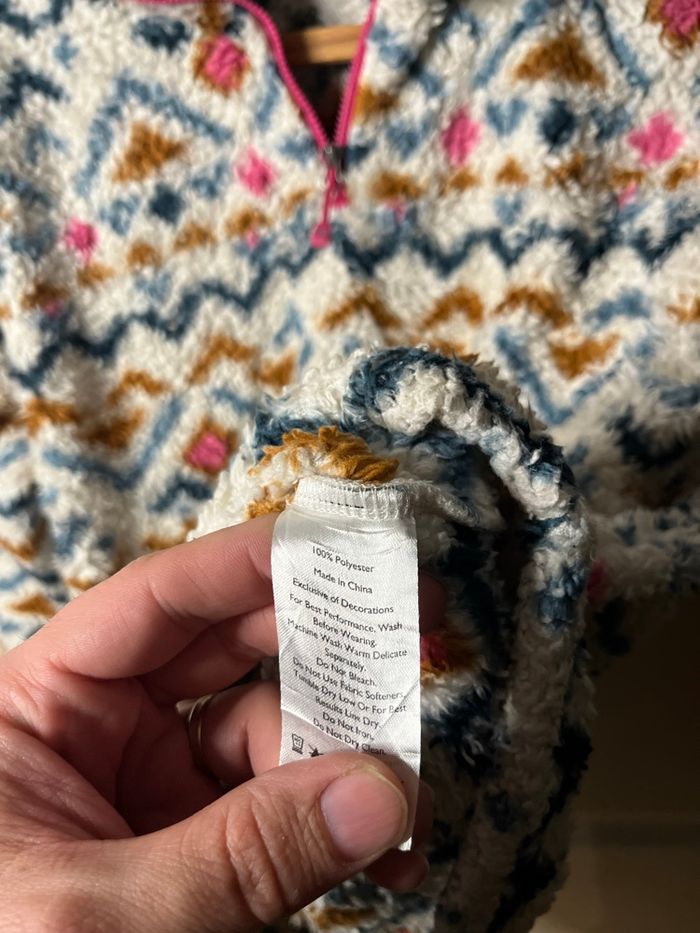 100% Polyester
Made in China
Exclusive of Decorations
For Best Performance, Wash
Before Wearing.
Machine Wash Warm Delicate
Separately.
Do Not Bleach.
Do Not Use Fabric Softeners.
Tumble Dry Low Or For Best
Results Line Dry.
Do Not Iron.
Do Not Dry Clean.